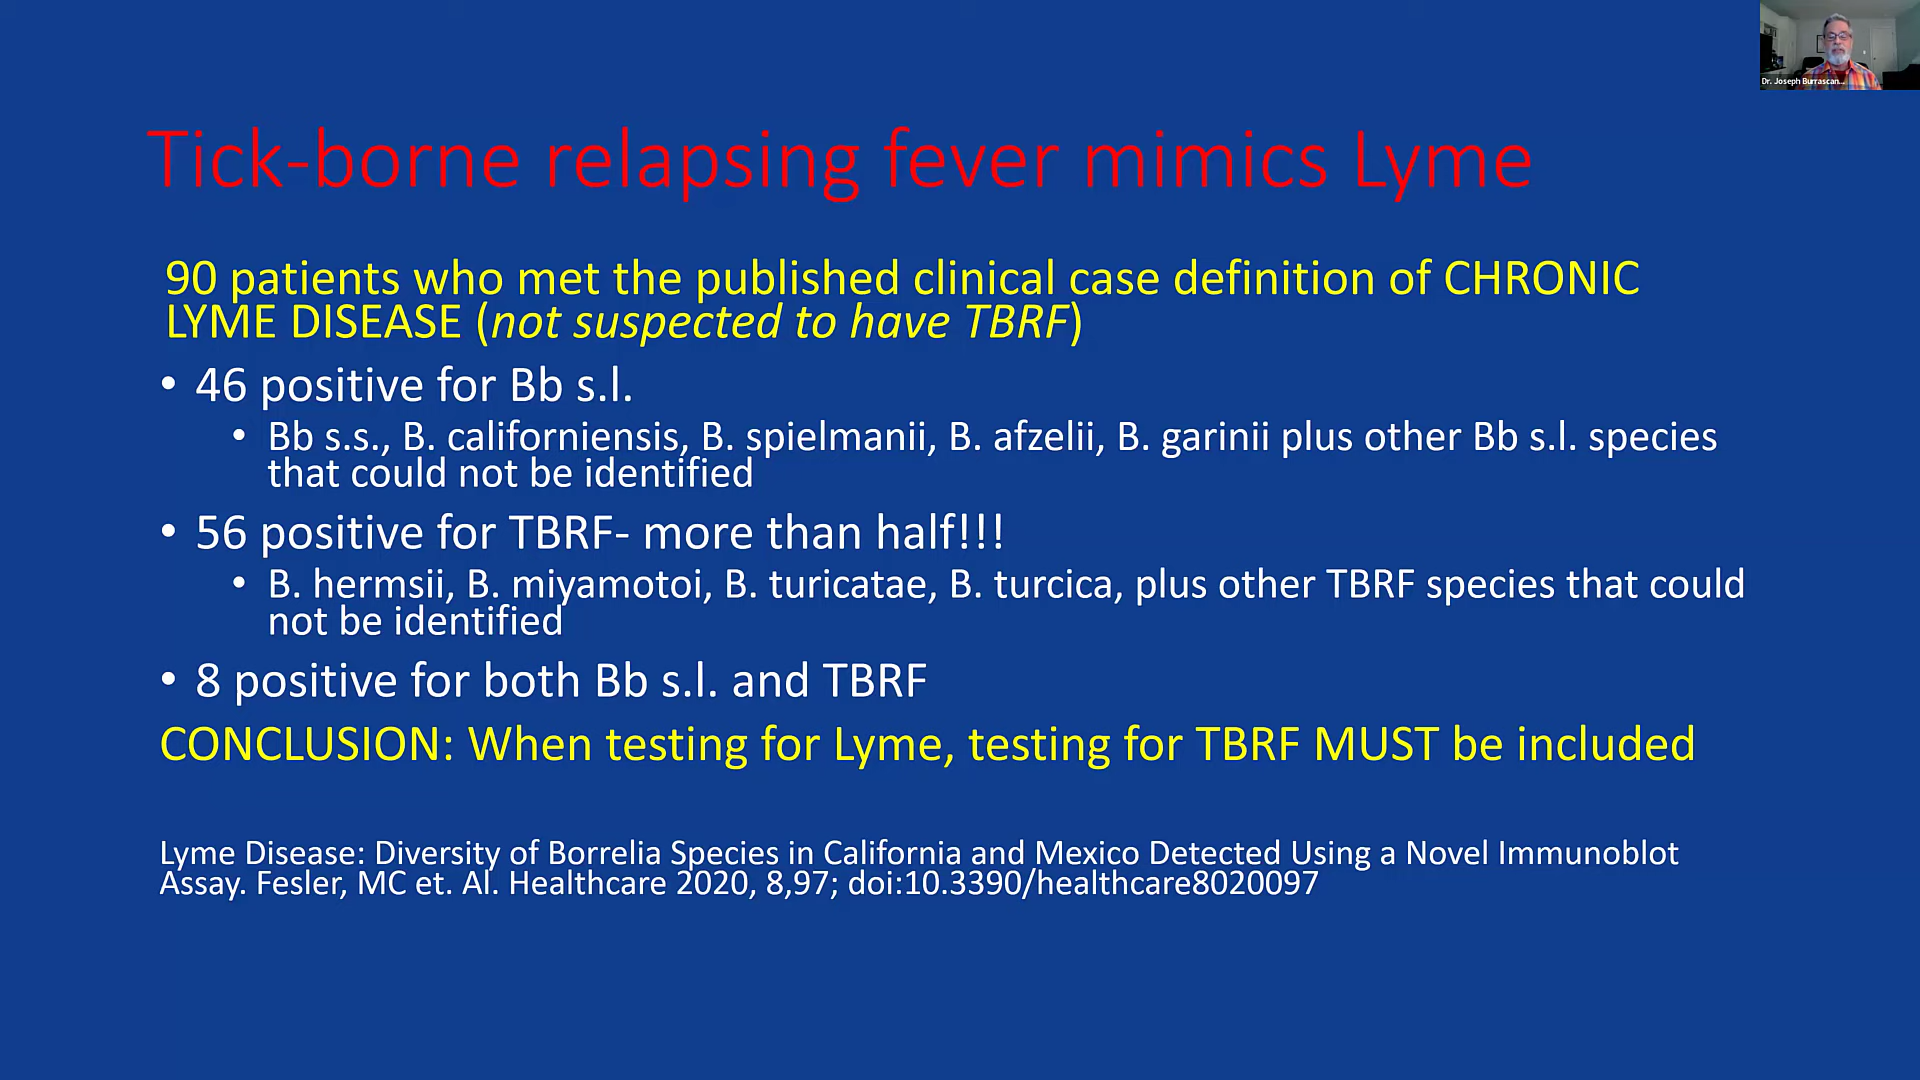 Dr. Joseph Burrascan...
Tick-borne relapsing fever mimics Lyme
90 patients who met the published clinical case definition of CHRONIC
LYME DISEASE (not suspected to have TBRF)
• 46 positive for Bb s.l.
• Bb s.s., B. californiensis, B. spielmanii, B. afzelii, B. garinii plus other Bb s.l. species
that could not be identified
• 56 positive for TBRF- more than half!!!
• B. hermsii, B. miyamotoi, B. turicatae, B. turcica, plus other TBRF species that could
not be identified
• 8 positive for both Bb s.l. and TBRF
CONCLUSION: When testing for Lyme, testing for TBRF MUST be included
Lyme Disease: Diversity of Borrelia Species in California and Mexico Detected Using a Novel Immunoblot
Assay. Fesler, MC et. Al. Healthcare 2020, 8,97; doi:10.3390/healthcare8020097